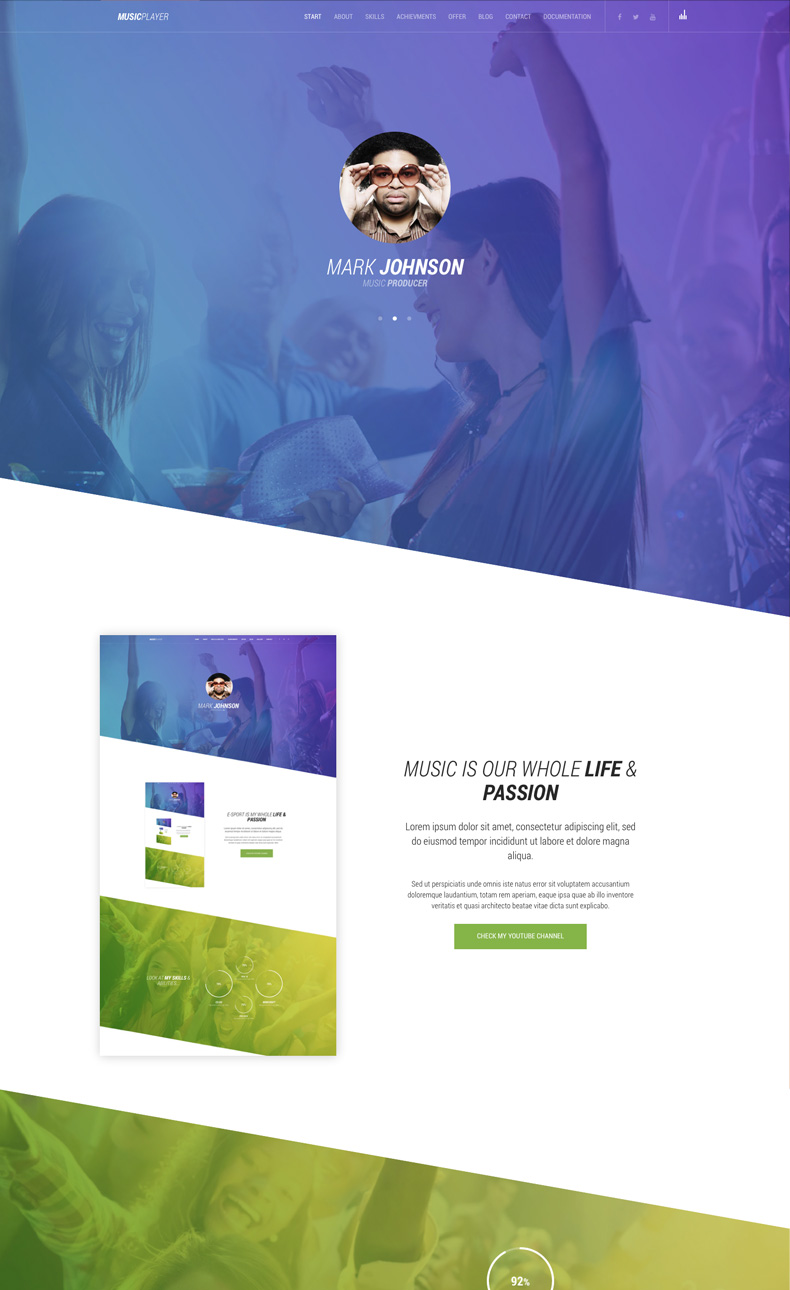 MUSICPLAYER
START ABOUT SKILLS ACHIEVMENTS OFFER BLOG CONTACT DOCUMENTATION
MARK JOHNSON
MUSIC PRODUCER
MARK JOHNSON
E-SPORT IS MY WHOLE LIFE &
PASSION
LOOK AT MY SKILLS &
ABILITIES
MUSIC IS OUR WHOLE LIFE &
PASSION
Lorem ipsum dolor sit amet, consectetur adipiscing elit, sed
do eiusmod tempor incididunt ut labore et dolore magna
aliqua.
Sed ut perspiciatis unde omnis iste natus error sit voluptatem accusantium
doloremque laudantium, totam rem aperiam, eaque ipsa quae ab illo inventore
veritatis et quasi architecto beatae vitae dicta sunt explicabo.
CHECK MY YOUTUBE CHANNEL
92%